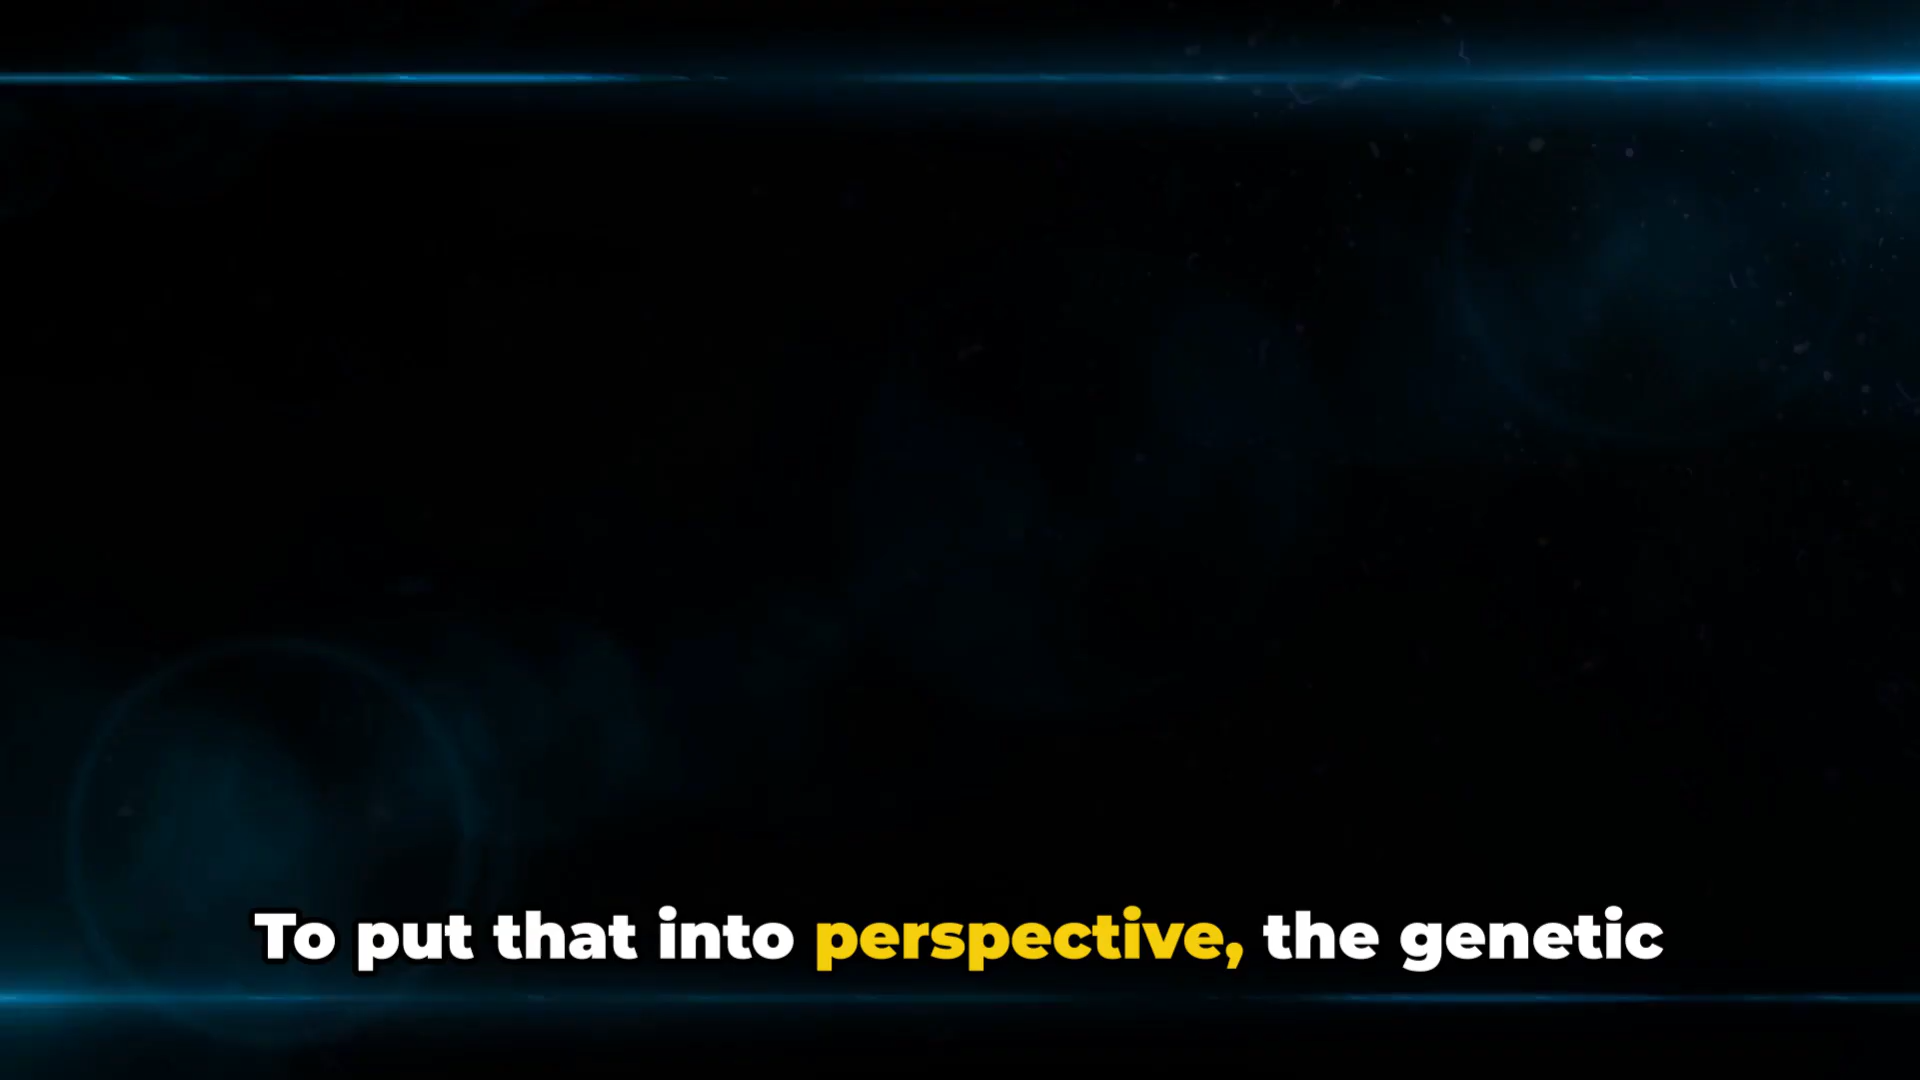 To put that into perspective, the genetic